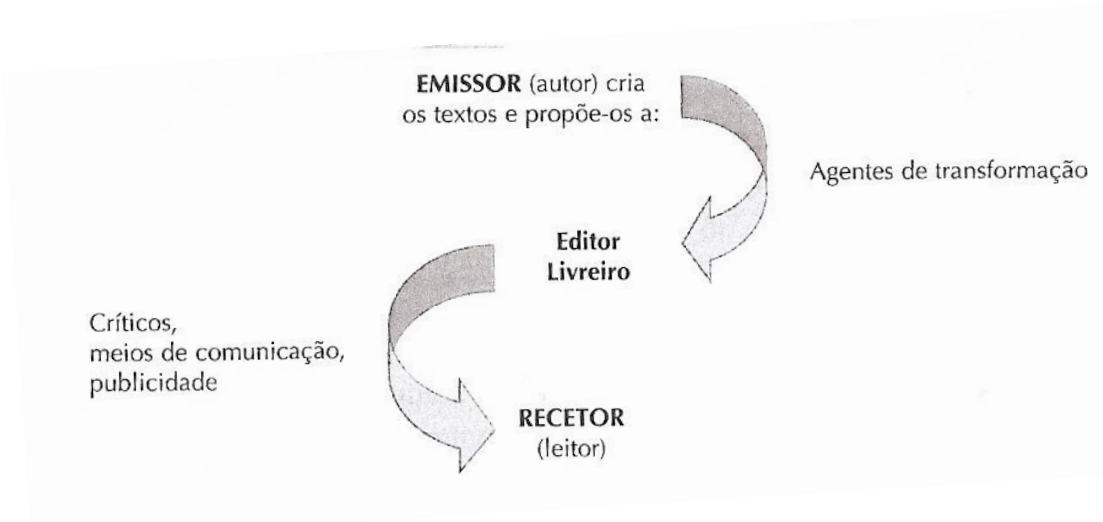 EMISSOR (autor) cria
os textos e propõe-os a:
Agentes de transformação
Editor
Livreiro
Críticos,
meios de comunicação,
publicidade
RECETOR
(leitor)